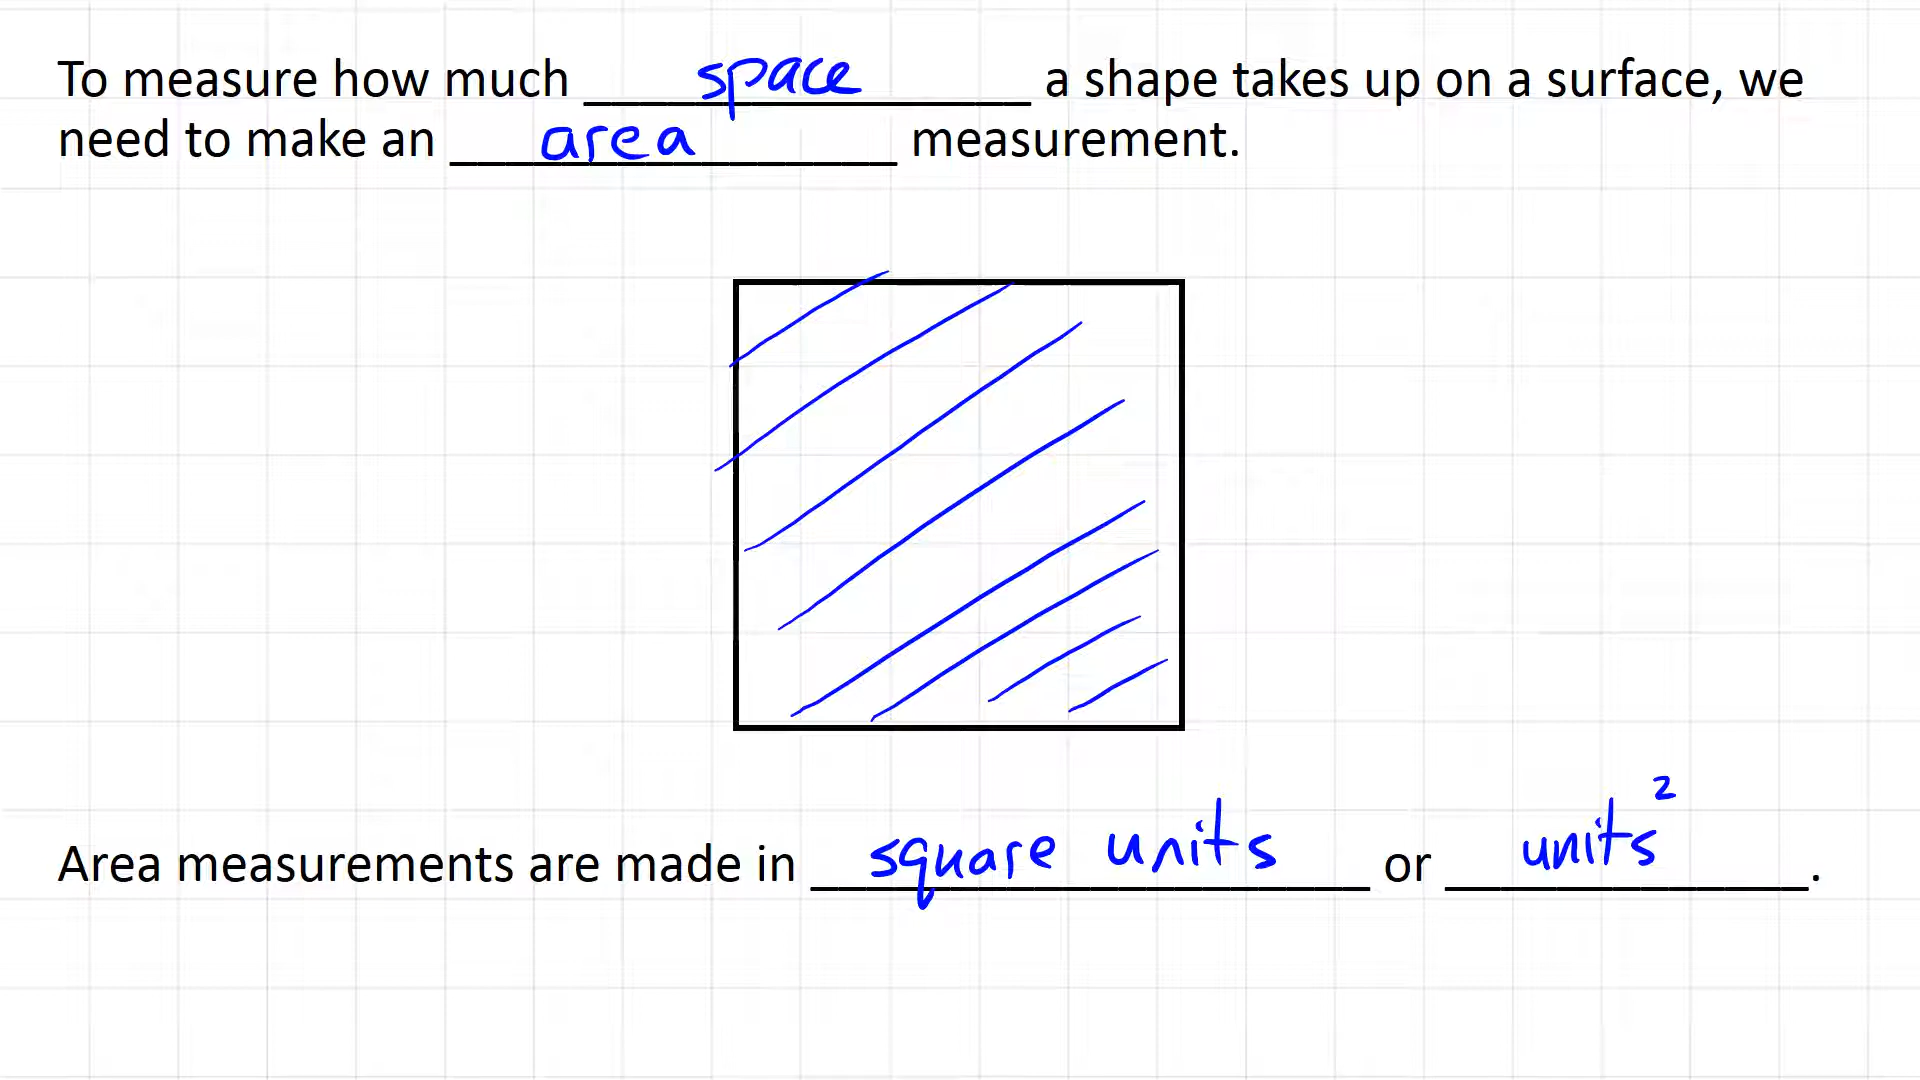 To measure how much space a shape takes up on a surface, we
need to make an area measurement.
Area measurements are made in square units or units².